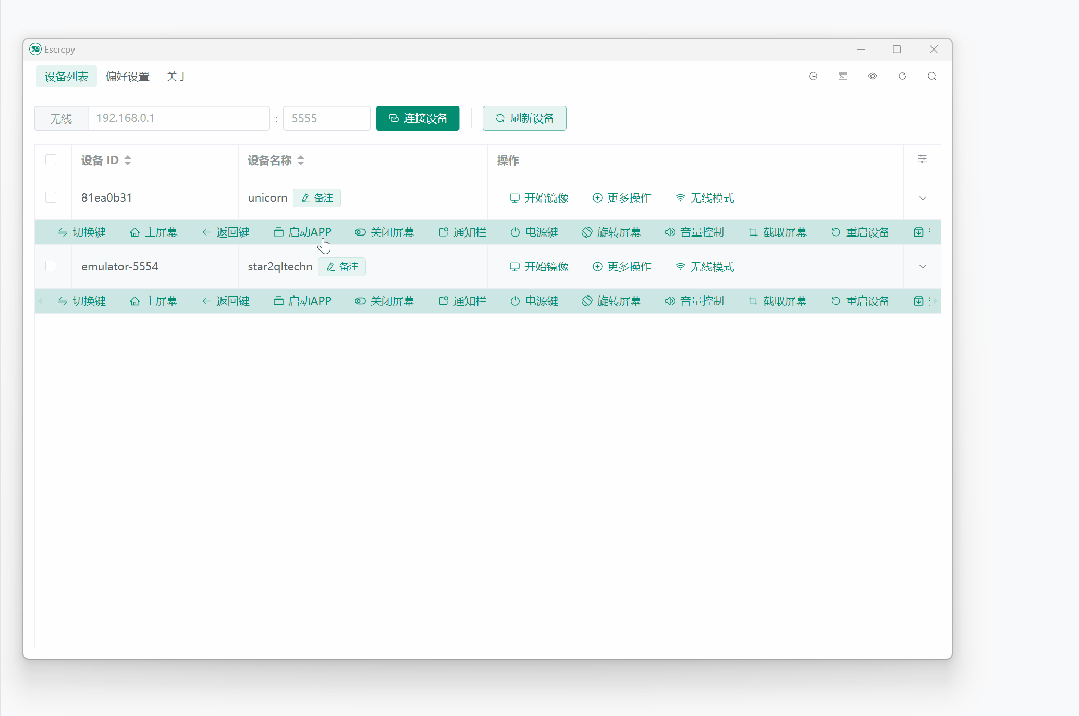 Escrcpy
设备列表 偏好设置 关于
无线 192.168.0.1 : 5555 连接设备 刷新设备
设备 ID 设备名称 操作
81ea0b31 unicorn 备注 开始镜像 更多操作 无线模式
切换键 主屏幕 返回键 启动APP 关闭屏幕 通知栏 电源键 旋转屏幕 音量控制 截取屏幕 重启设备
emulator-5554 star2qltechn 备注 开始镜像 更多操作 无线模式
切换键 主屏幕 返回键 启动APP 关闭屏幕 通知栏 电源键 旋转屏幕 音量控制 截取屏幕 重启设备